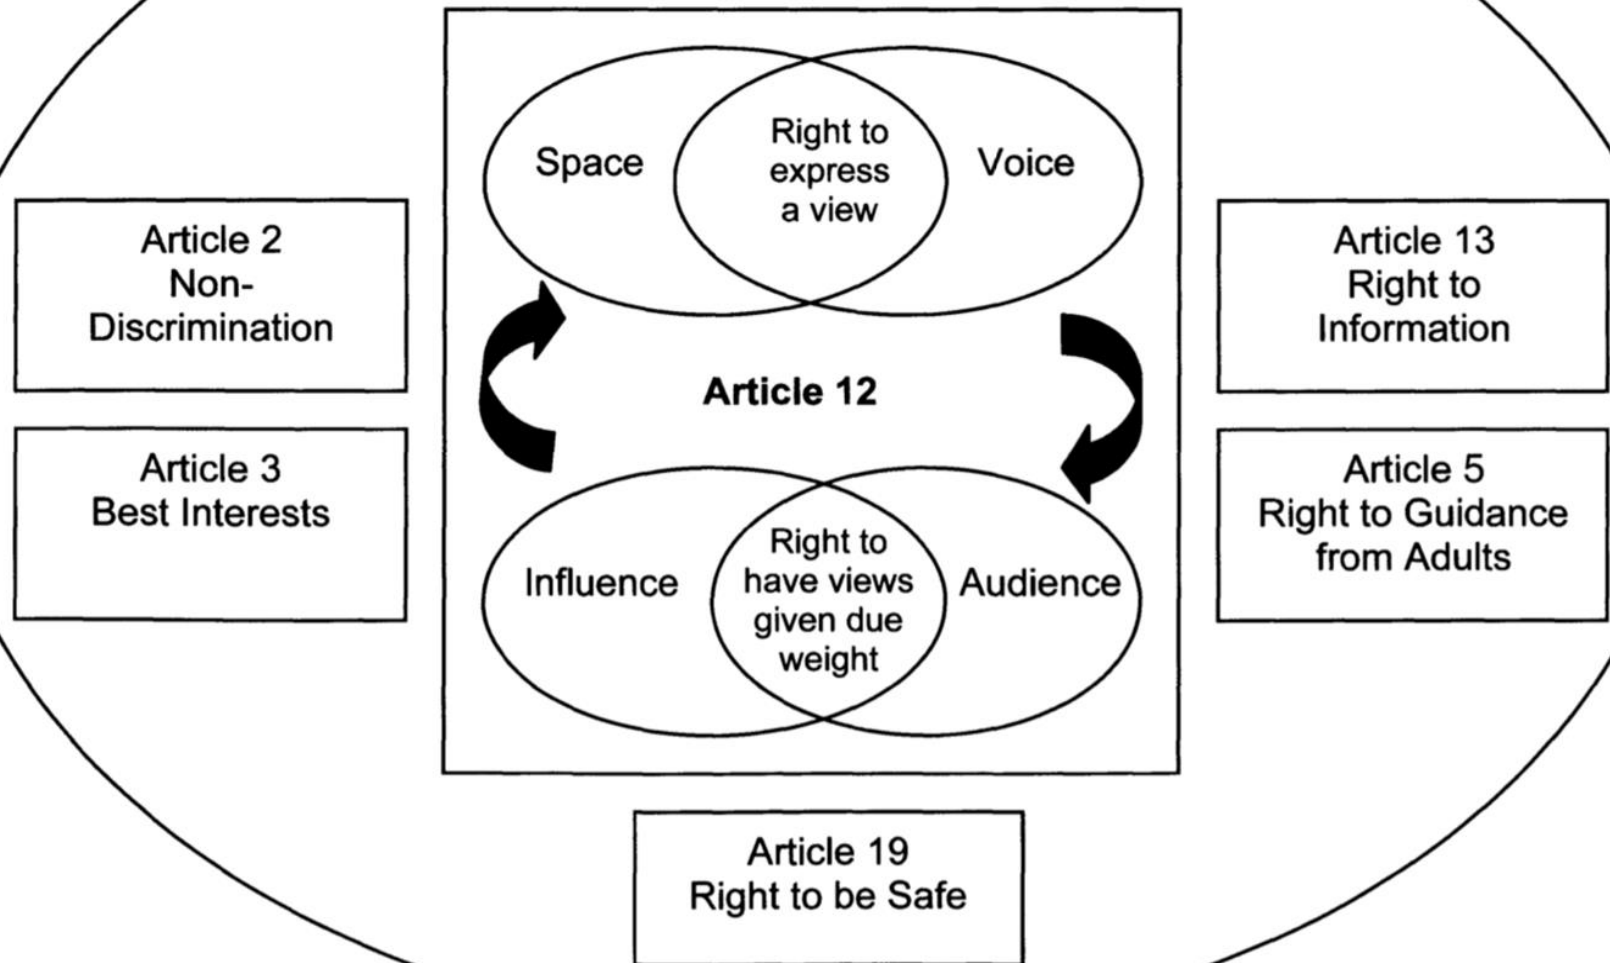 Space
Right to
express
a view
Voice
Article 2
Non-
Discrimination
Article 13
Right to
Information
Article 12
Article 3
Best Interests
Article 5
Right to Guidance
from Adults
Influence
Right to
have views
given due
weight
Audience
Article 19
Right to be Safe